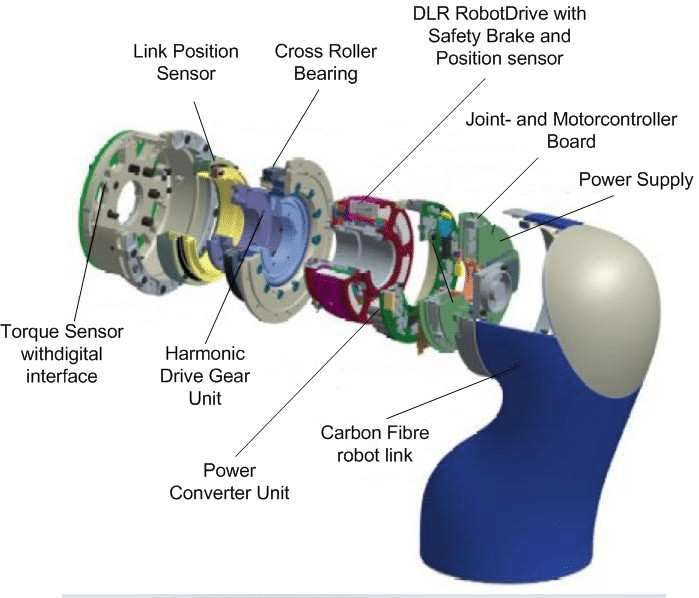 DLR RobotDrive with
Safety Brake and
Position sensor
Link Position
Sensor
Cross Roller
Bearing
Joint- and Motorcontroller
Board
Power Supply
Torque Sensor
withdigital
interface
Harmonic
Drive Gear
Unit
Carbon Fibre
robot link
Power
Converter Unit